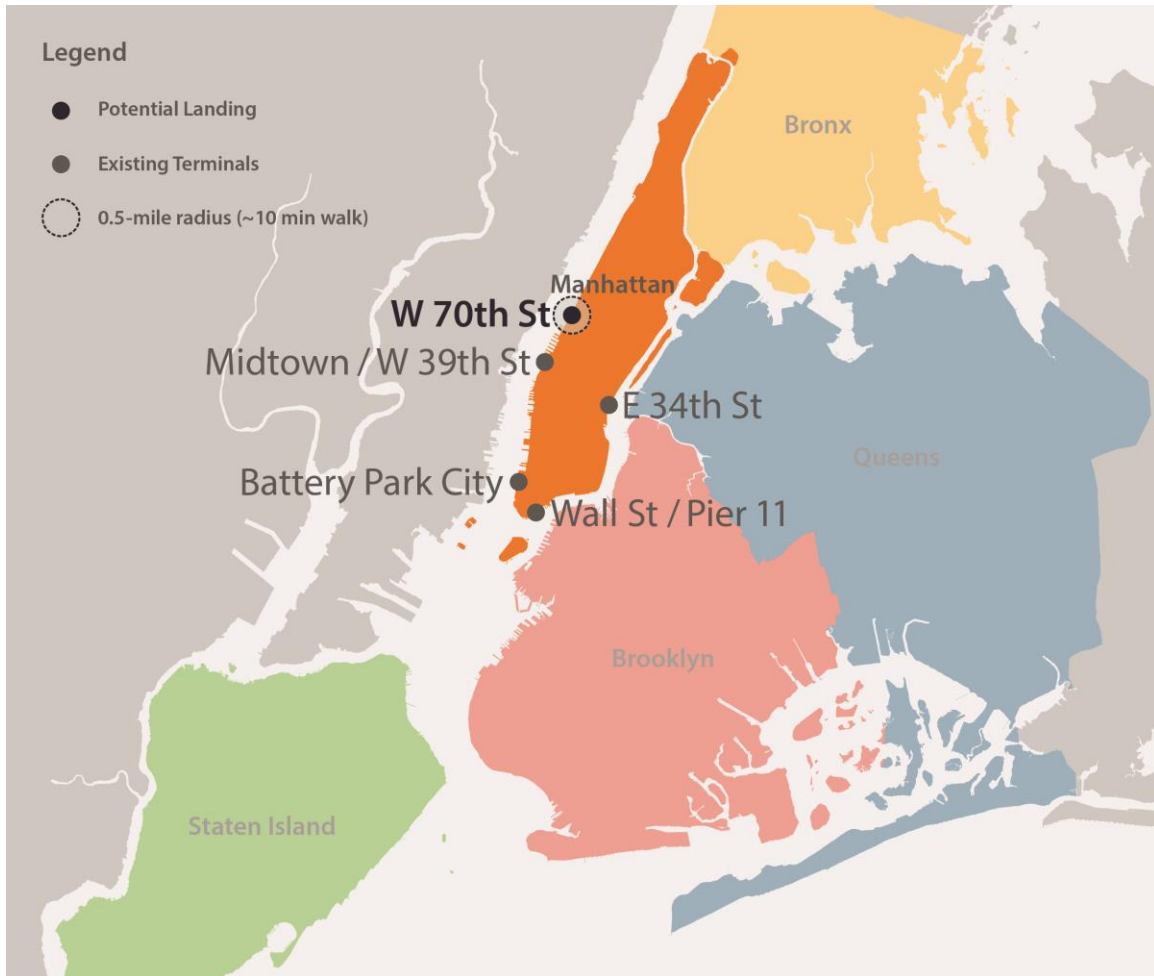 Legend
Potential Landing
Existing Terminals
0.5-mile radius (~10 min walk)
Bronx
Manhattan
W 70th St
Midtown / W 39th St
E 34th St
Queens
Battery Park City
Wall St / Pier 11
Brooklyn
Staten Island